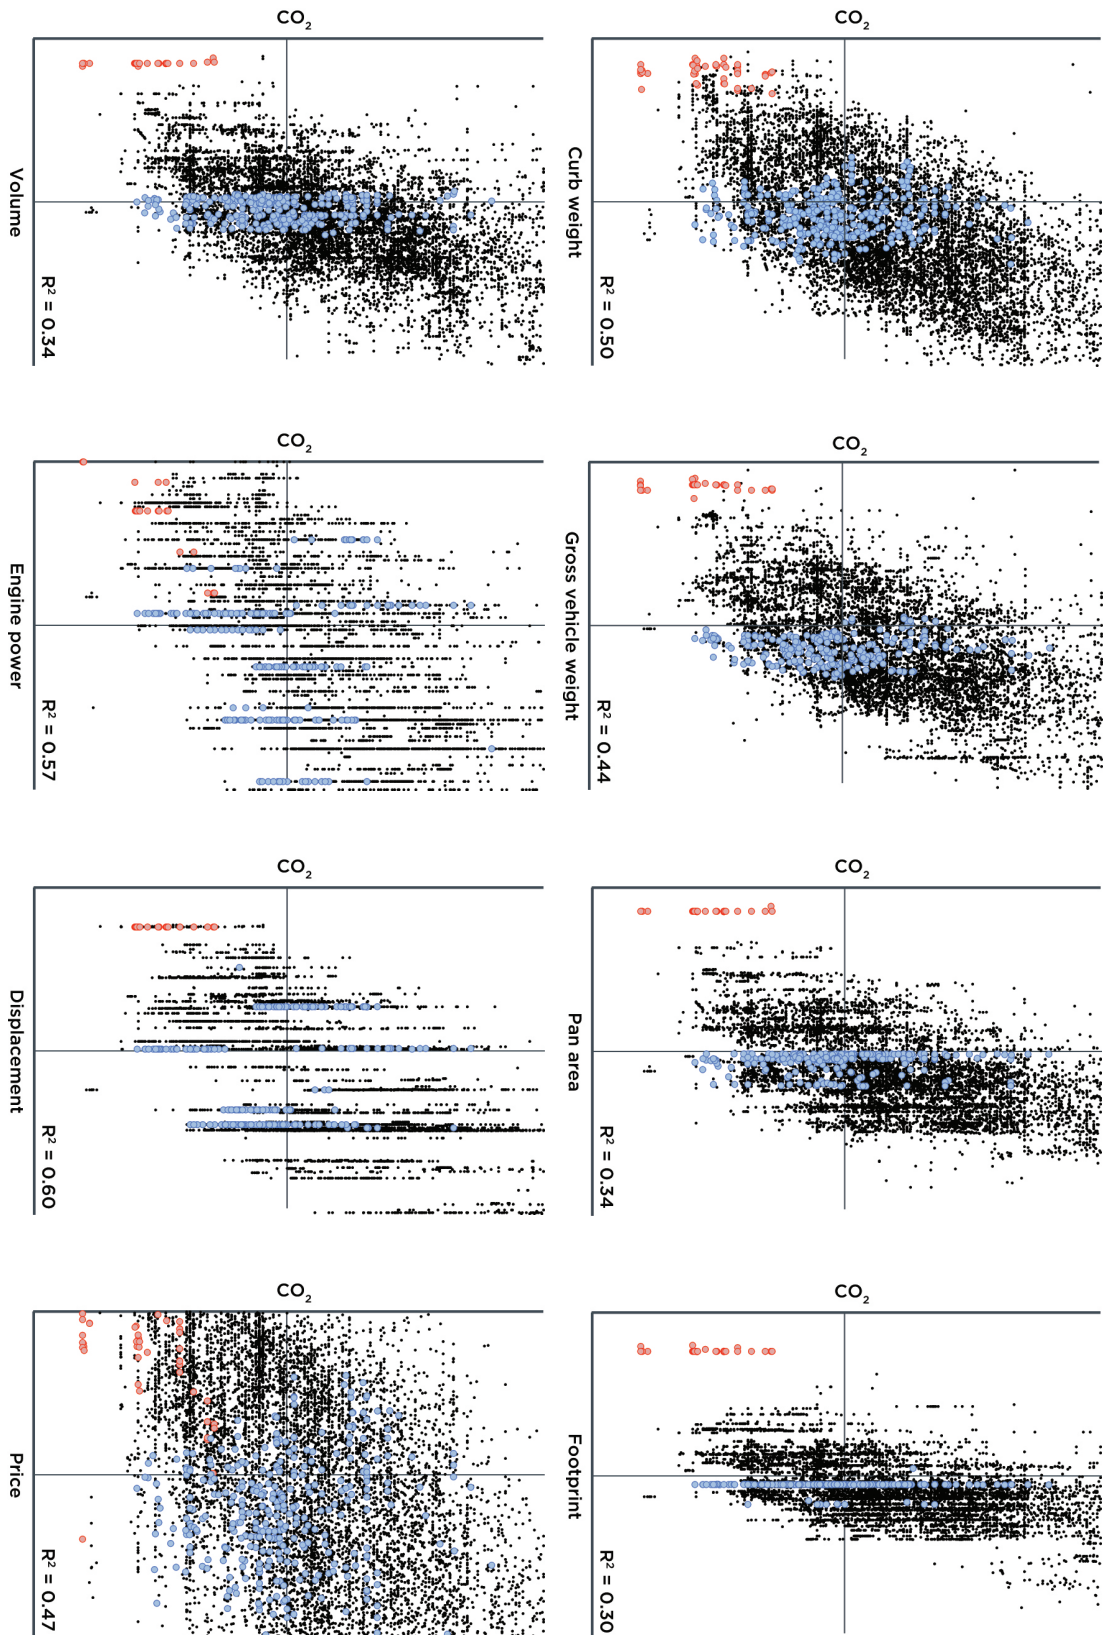 CO2
Curb weight
R² = 0.50
CO2
Gross vehicle weight
R² = 0.44
CO2
Pan area
R² = 0.34
CO2
Footprint
R² = 0.30
CO2
Volume
R² = 0.34
CO2
Engine power
R² = 0.57
CO2
Displacement
R² = 0.60
CO2
Price
R² = 0.47